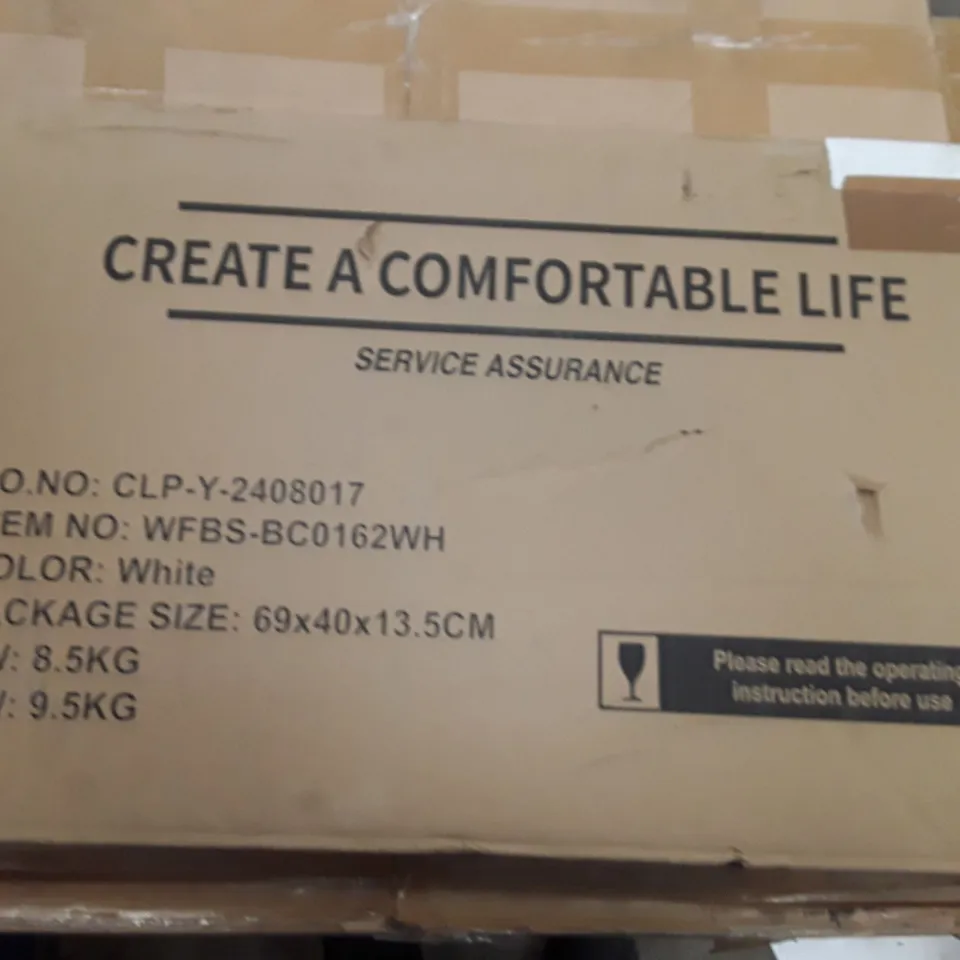 CREATE A COMFORTABLE LIFE
SERVICE ASSURANCE
O.NO: CLP-Y-2408017
EM NO: WFBS-BC0162WH
OLOR: White
CKAGE SIZE: 69x40x13.5CM
: 8.5KG
: 9.5KG
Please read the operating
instruction before use